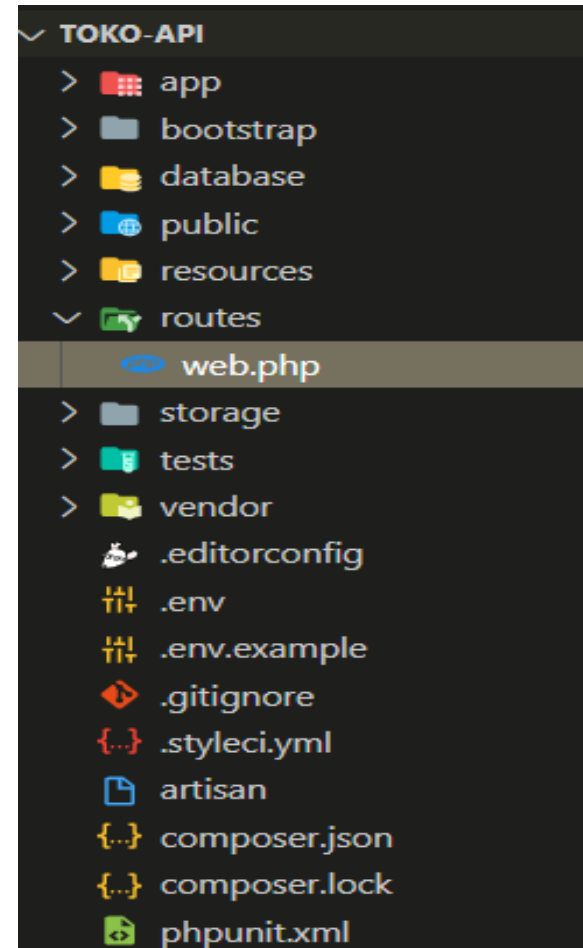 TOKO-API
app
bootstrap
database
public
resources
routes
web.php
storage
tests
vendor
.editorconfig
.env
.env.example
.gitignore
.styleci.yml
artisan
composer.json
composer.lock
phpunit.xml